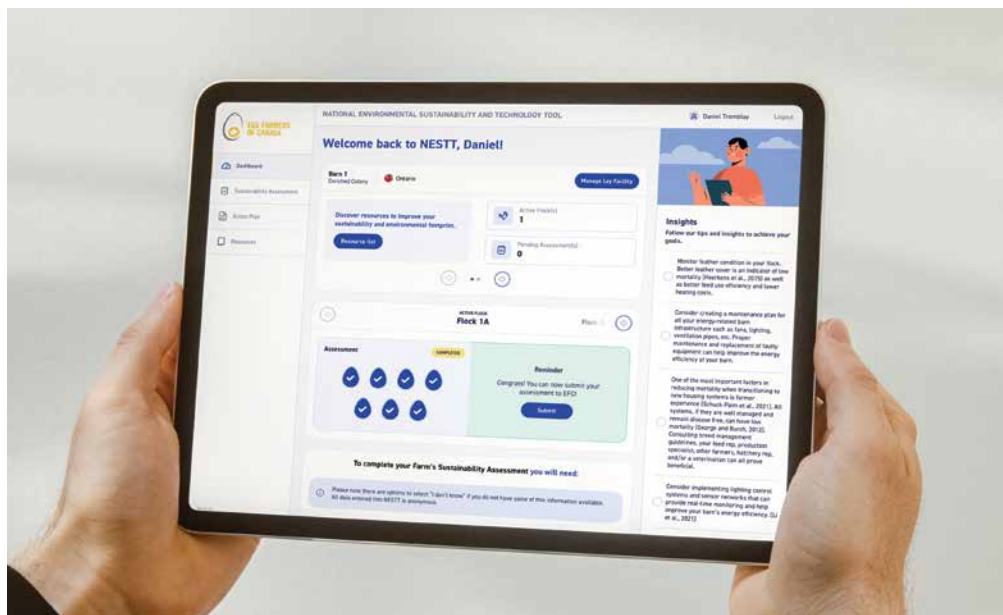 EGG FARMERS
OF CANADA
NATIONAL ENVIRONMENTAL SUSTAINABILITY AND TECHNOLOGY TOOL
Daniel Tremblay
Logout
Dashboard
Sustainability Assessment
Action Plan
Resources
Welcome back to NESTT, Daniel!
Barn 1
Enriched Colony
Ontario
Manage Lay Facility
Discover resources to improve your
sustainability and environmental footprint.
Resource list
Active Flock(s)
1
Pending Assessment(s)
0
ACTIVE FLOCK
Flock 1A
Flock
Assessment
COMPLETED
Reminder
Congrats! You can now submit your
assessment to EFC!
Submit
To complete your Farm's Sustainability Assessment you will need:
Please note there are options to select "I don't know" if you do not have some of this information available.
All data entered into NESTT is anonymous.
Insights
Follow our tips and insights to achieve your
goals.
Monitor feather condition in your flock.
Better feather cover is an indicator of low
mortality (Heerkens et al., 2015) as well
as better feed use efficiency and lower
heating costs.
Consider creating a maintenance plan for
all your energy-related barn
infrastructure such as fans, lighting,
ventilation pipes, etc. Proper
maintenance and replacement of faulty
equipment can help improve the energy
efficiency of your barn.
One of the most important factors in
reducing mortality when transitioning to
new housing systems is farmer
experience (Schuck-Paim et al., 2021). All
systems, if they are well managed and
remain disease free, can have low
mortality (George and Burch, 2012).
Consulting breed management
guidelines, your feed rep, production
specialist, other farmers, hatchery rep,
and/or a veterinarian can all prove
beneficial.
Consider implementing lighting control
systems and sensor networks that can
provide real-time monitoring and help
improve your barn's energy efficiency. (Li
et al., 2021)